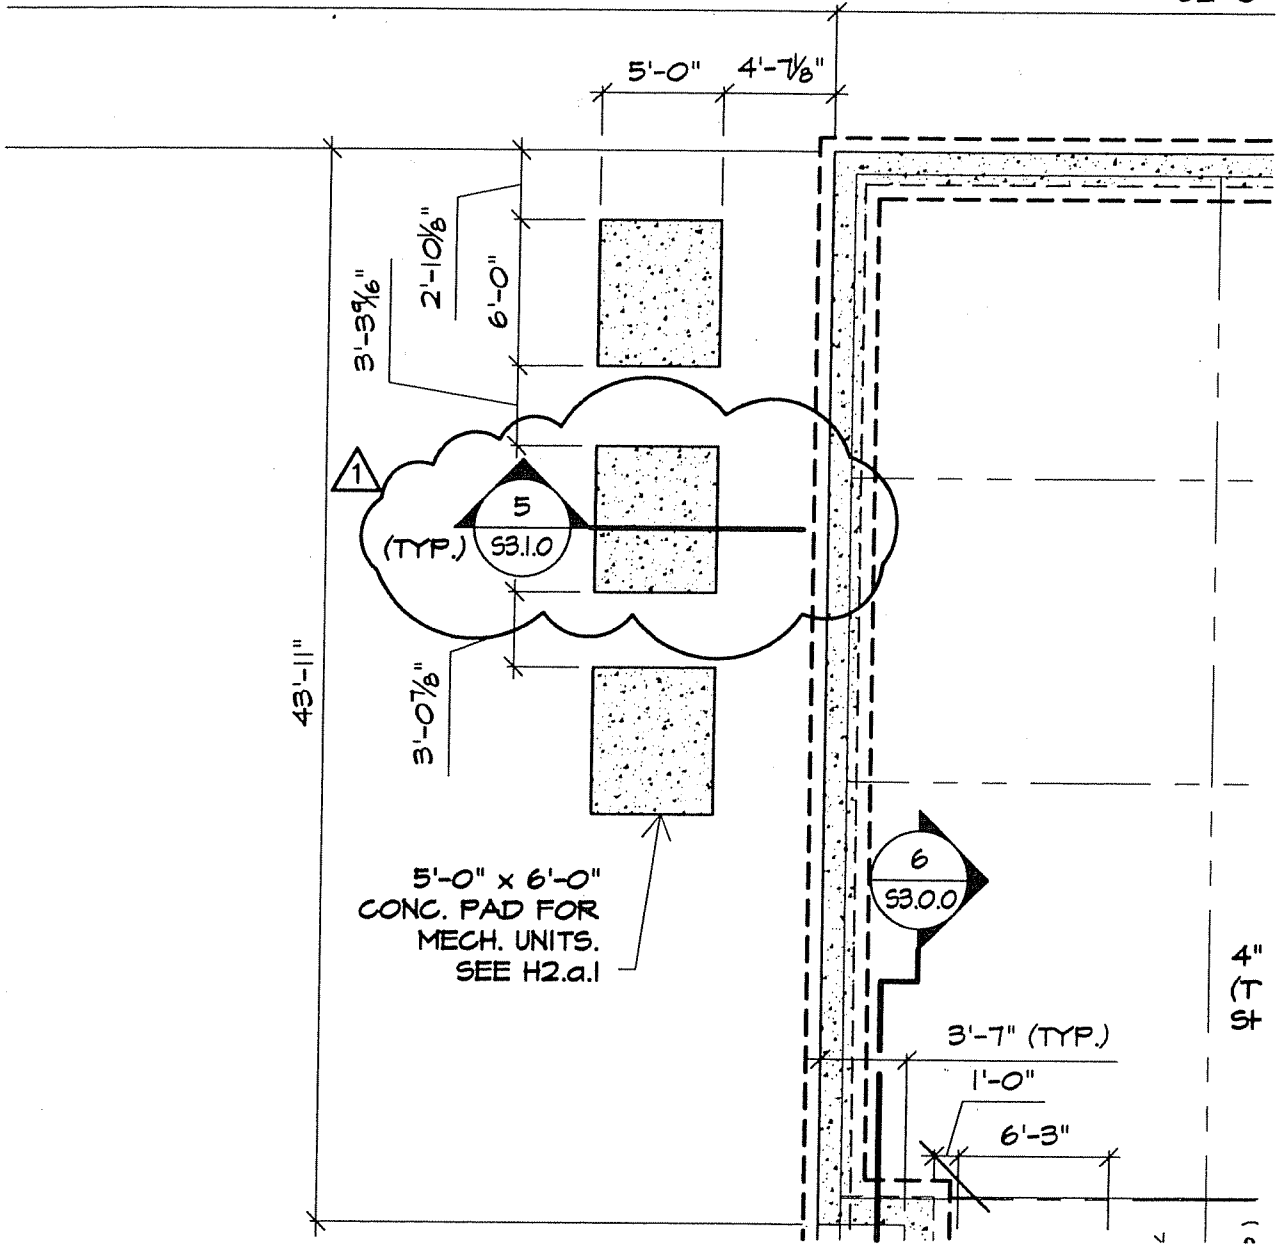 5'-0" 4'-7⅛"
2'-10⅛"
6'-0"
3'-3 9/16"
1
5
(TYP.) S3.1.0
43'-11"
3'-0⅞"
5'-0" x 6'-0"
CONC. PAD FOR
MECH. UNITS.
SEE H2.a.1
6
S3.0.0
4"
(T
3'-7" (TYP.)
1'-0"
6'-3"